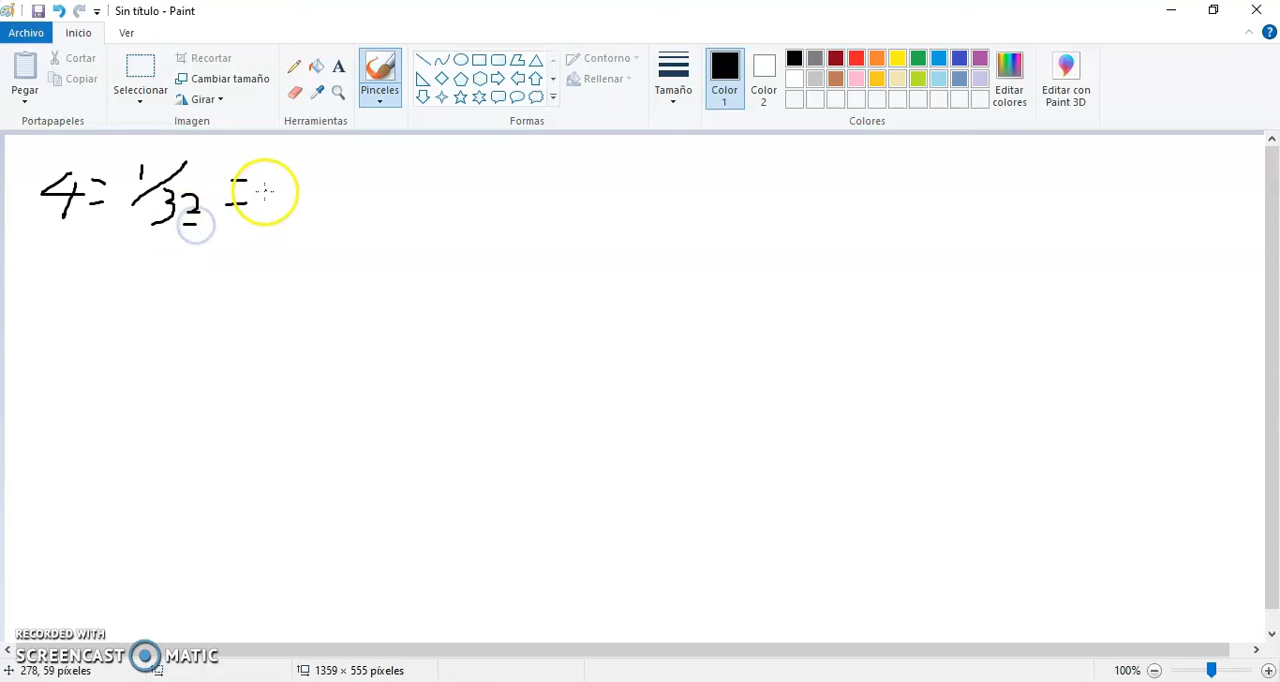 Sin título - Paint
Archivo Inicio Ver
Pegar
Cortar
Copiar
Portapapeles
Seleccionar
Recortar
Cambiar tamaño
Girar
Imagen
A
Herramientas
Pinceles
Contorno
Rellenar
Formas
Tamaño
Color 1
Color 2
Editar colores
Colores
Editar con Paint 3D
4 = 1/32 =
RECORDED WITH
SCREENCAST MATIC
278, 59 píxeles
1359 × 555 píxeles
100%